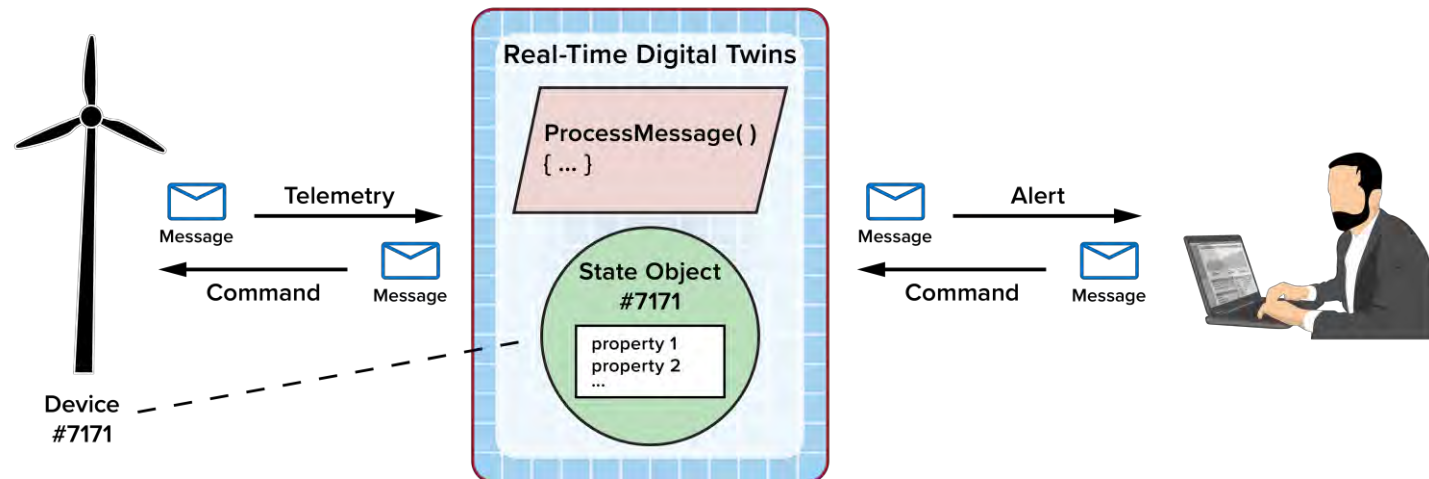 Real-Time Digital Twins
ProcessMessage( )
{ ... }
Telemetry
Message
Command
Message
State Object
#7171
property 1
property 2
...
Alert
Message
Command
Message
Device
#7171